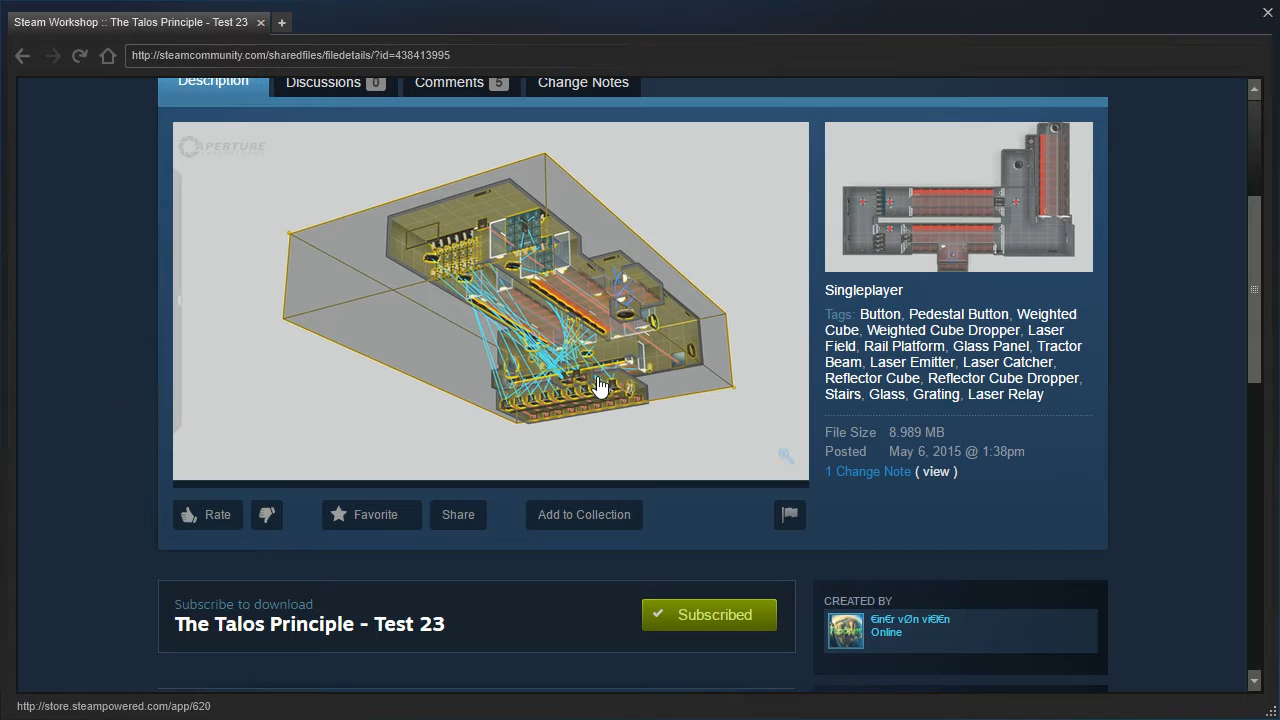 Steam Workshop :: The Talos Principle - Test 23
http://steamcommunity.com/sharedfiles/filedetails/?id=438413995
Description
Discussions 0
Comments 5
Change Notes
APERTURE
Singleplayer
Tags: Button, Pedestal Button, Weighted
Cube, Weighted Cube Dropper, Laser
Field, Rail Platform, Glass Panel, Tractor
Beam, Laser Emitter, Laser Catcher,
Reflector Cube, Reflector Cube Dropper,
Stairs, Glass, Grating, Laser Relay
File Size 8.989 MB
Posted May 6, 2015 @ 1:38pm
1 Change Note ( view )
Rate
Favorite
Share
Add to Collection
Subscribe to download
The Talos Principle - Test 23
Subscribed
CREATED BY
€in€r vØn vi€l€n
Online
http://store.steampowered.com/app/620